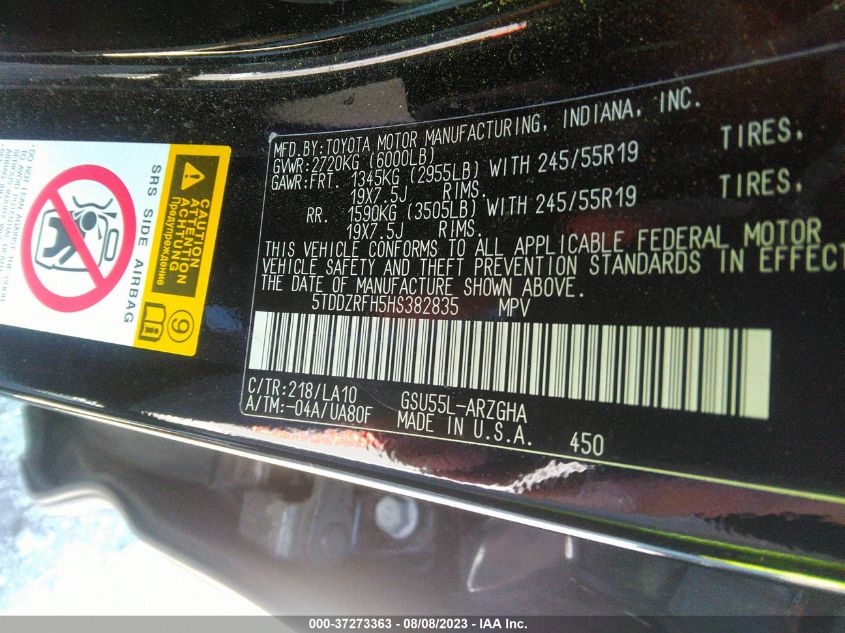 MFD.BY:TOYOTA MOTOR MANUFACTURING, INDIANA, INC.
GVWR:2720KG (6000LB)
GAWR:FRT. 1345KG (2955LB) WITH 245/55R19 TIRES,
19X7.5J RIMS.
RR. 1590KG (3505LB) WITH 245/55R19 TIRES,
19X7.5J RIMS.
THIS VEHICLE CONFORMS TO ALL APPLICABLE FEDERAL MOTOR
VEHICLE SAFETY AND THEFT PREVENTION STANDARDS IN EFFECT
THE DATE OF MANUFACTURE SHOWN ABOVE.
5TDDZRFH5HS382835 MPV
C/TR:218/LA10 GSU55L-ARZGHA
A/TM:-04A/UA80F MADE IN U.S.A. 450
CAUTION
ATTENTION
ACHTUNG
Предупреждение
9
SRS SIDE AIRBAG
000-37273363 - 08/08/2023 - IAA Inc.